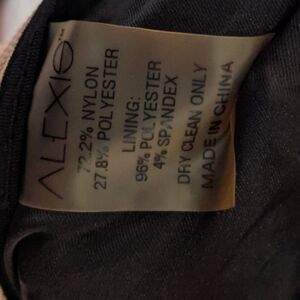 ALEXIS™
72.2% NYLON
27.8% POLYESTER
LINING:
96% POLYESTER
4% SPANDEX
DRY CLEAN ONLY
MADE IN CHINA